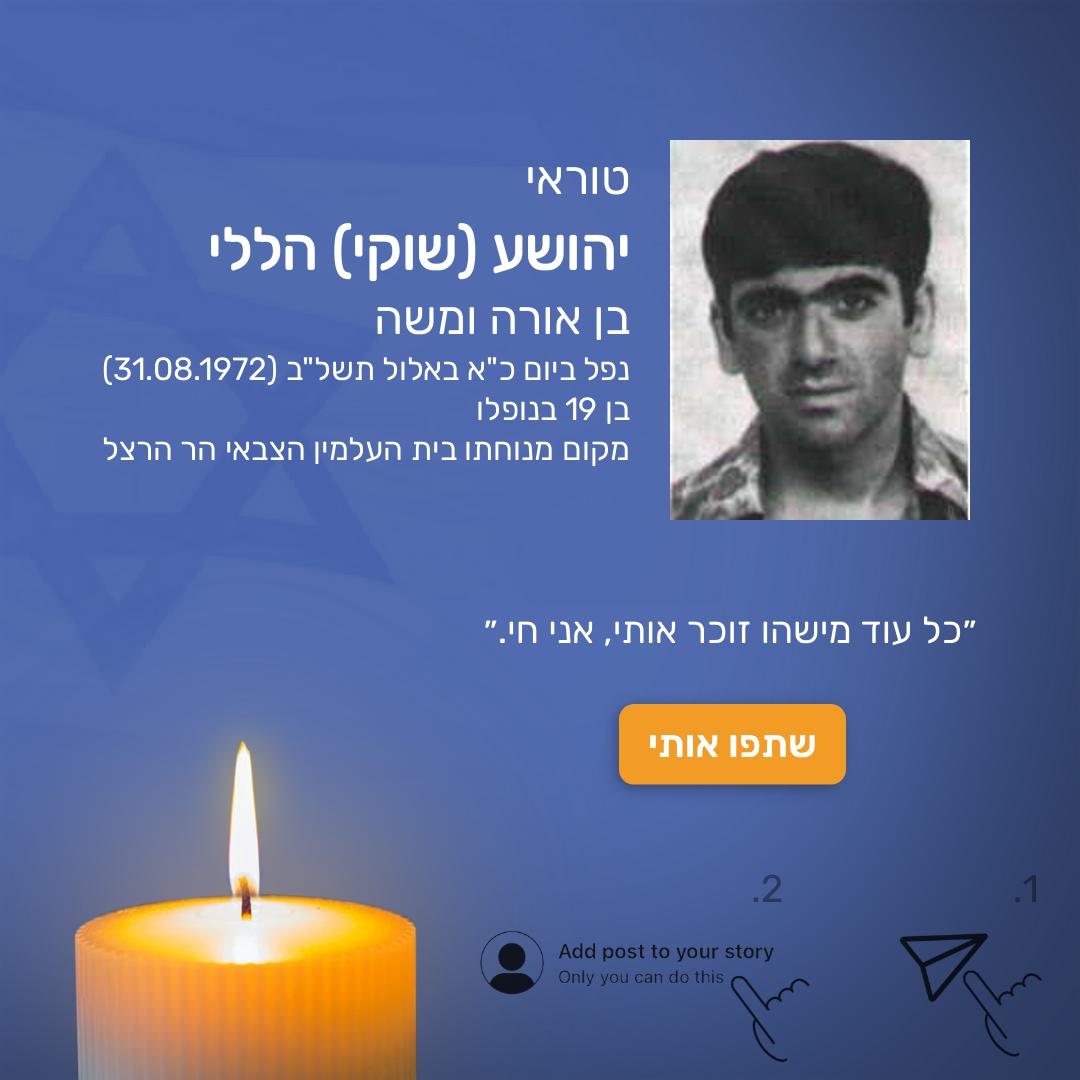 טוראי
יהושע (שוקי) הללי
בן אורה ומשה
נפל ביום כ"א באלול תשל"ב (31.08.1972)
בן 19 בנופלו
מקום מנוחתו בית העלמין הצבאי הר הרצל
״כל עוד מישהו זוכר אותי, אני חי.״
שתפו אותי
.1
.2
Add post to your story
Only you can do this